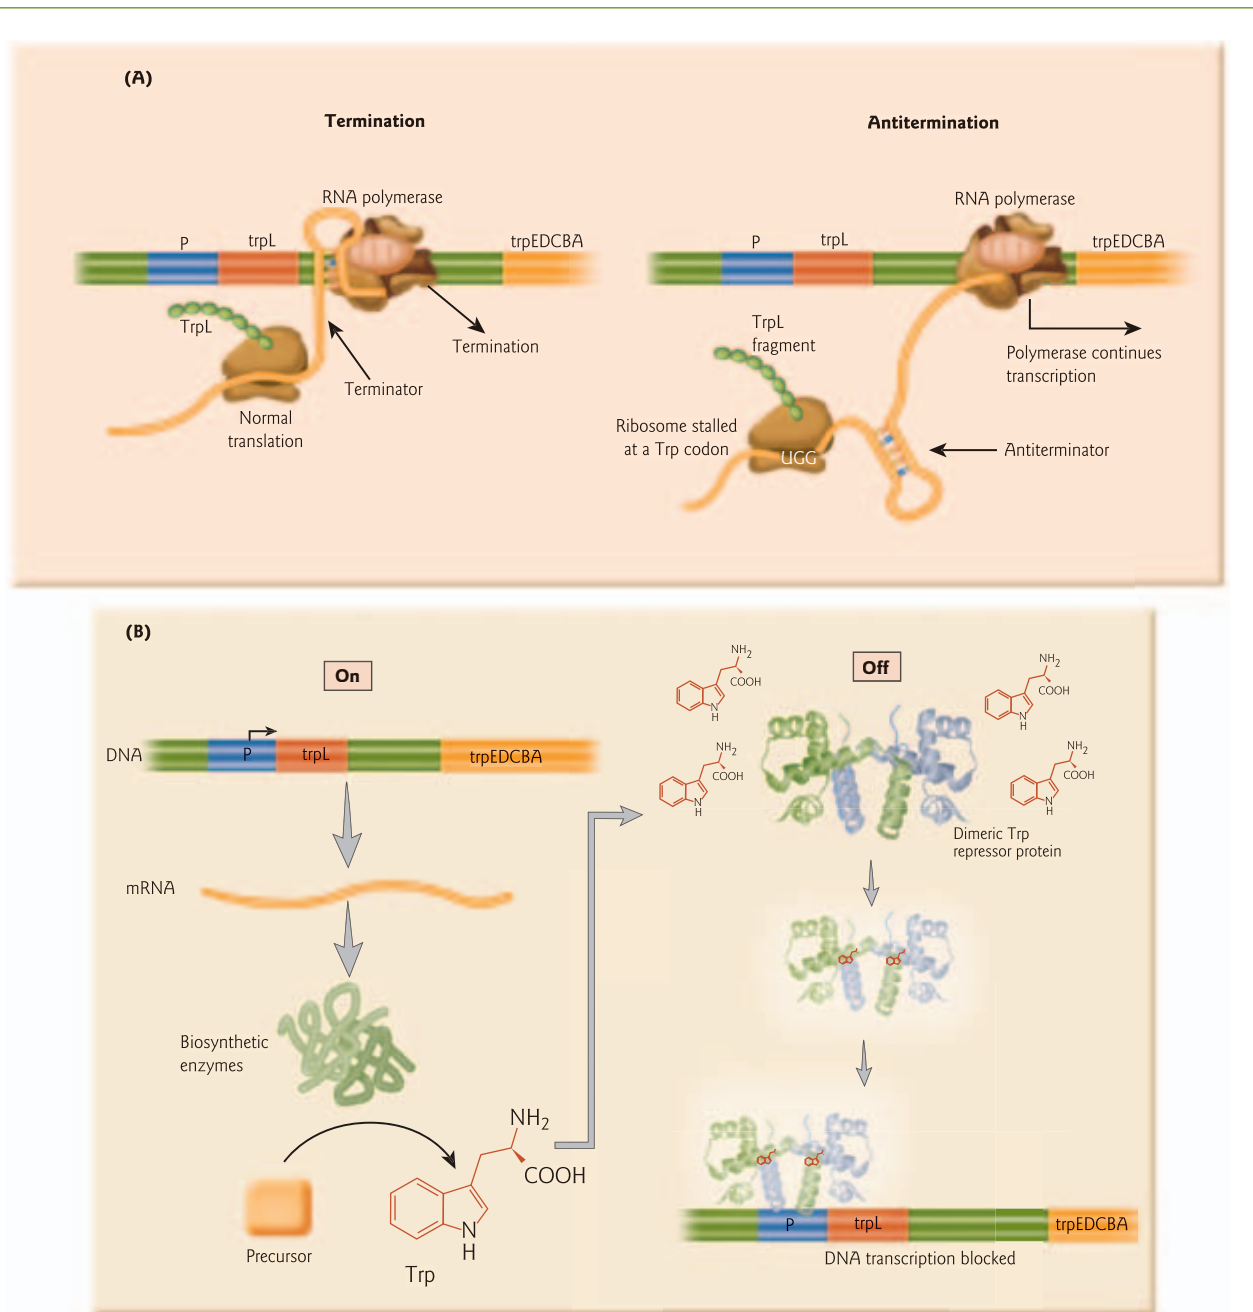 (A)
Termination
RNA polymerase
P
trpL
trpEDCBA
TrpL
Termination
Terminator
Normal
translation
Antitermination
RNA polymerase
P
trpL
trpEDCBA
TrpL
fragment
Polymerase continues
transcription
Ribosome stalled
at a Trp codon
UGG
Antiterminator
(B)
On
DNA
P
trpL
trpEDCBA
mRNA
Biosynthetic
enzymes
Precursor
NH2
COOH
N
H
Trp
Off
NH2
COOH
N
H
NH2
COOH
N
H
NH2
COOH
N
H
NH2
COOH
N
H
Dimeric Trp
repressor protein
P
trpL
trpEDCBA
DNA transcription blocked